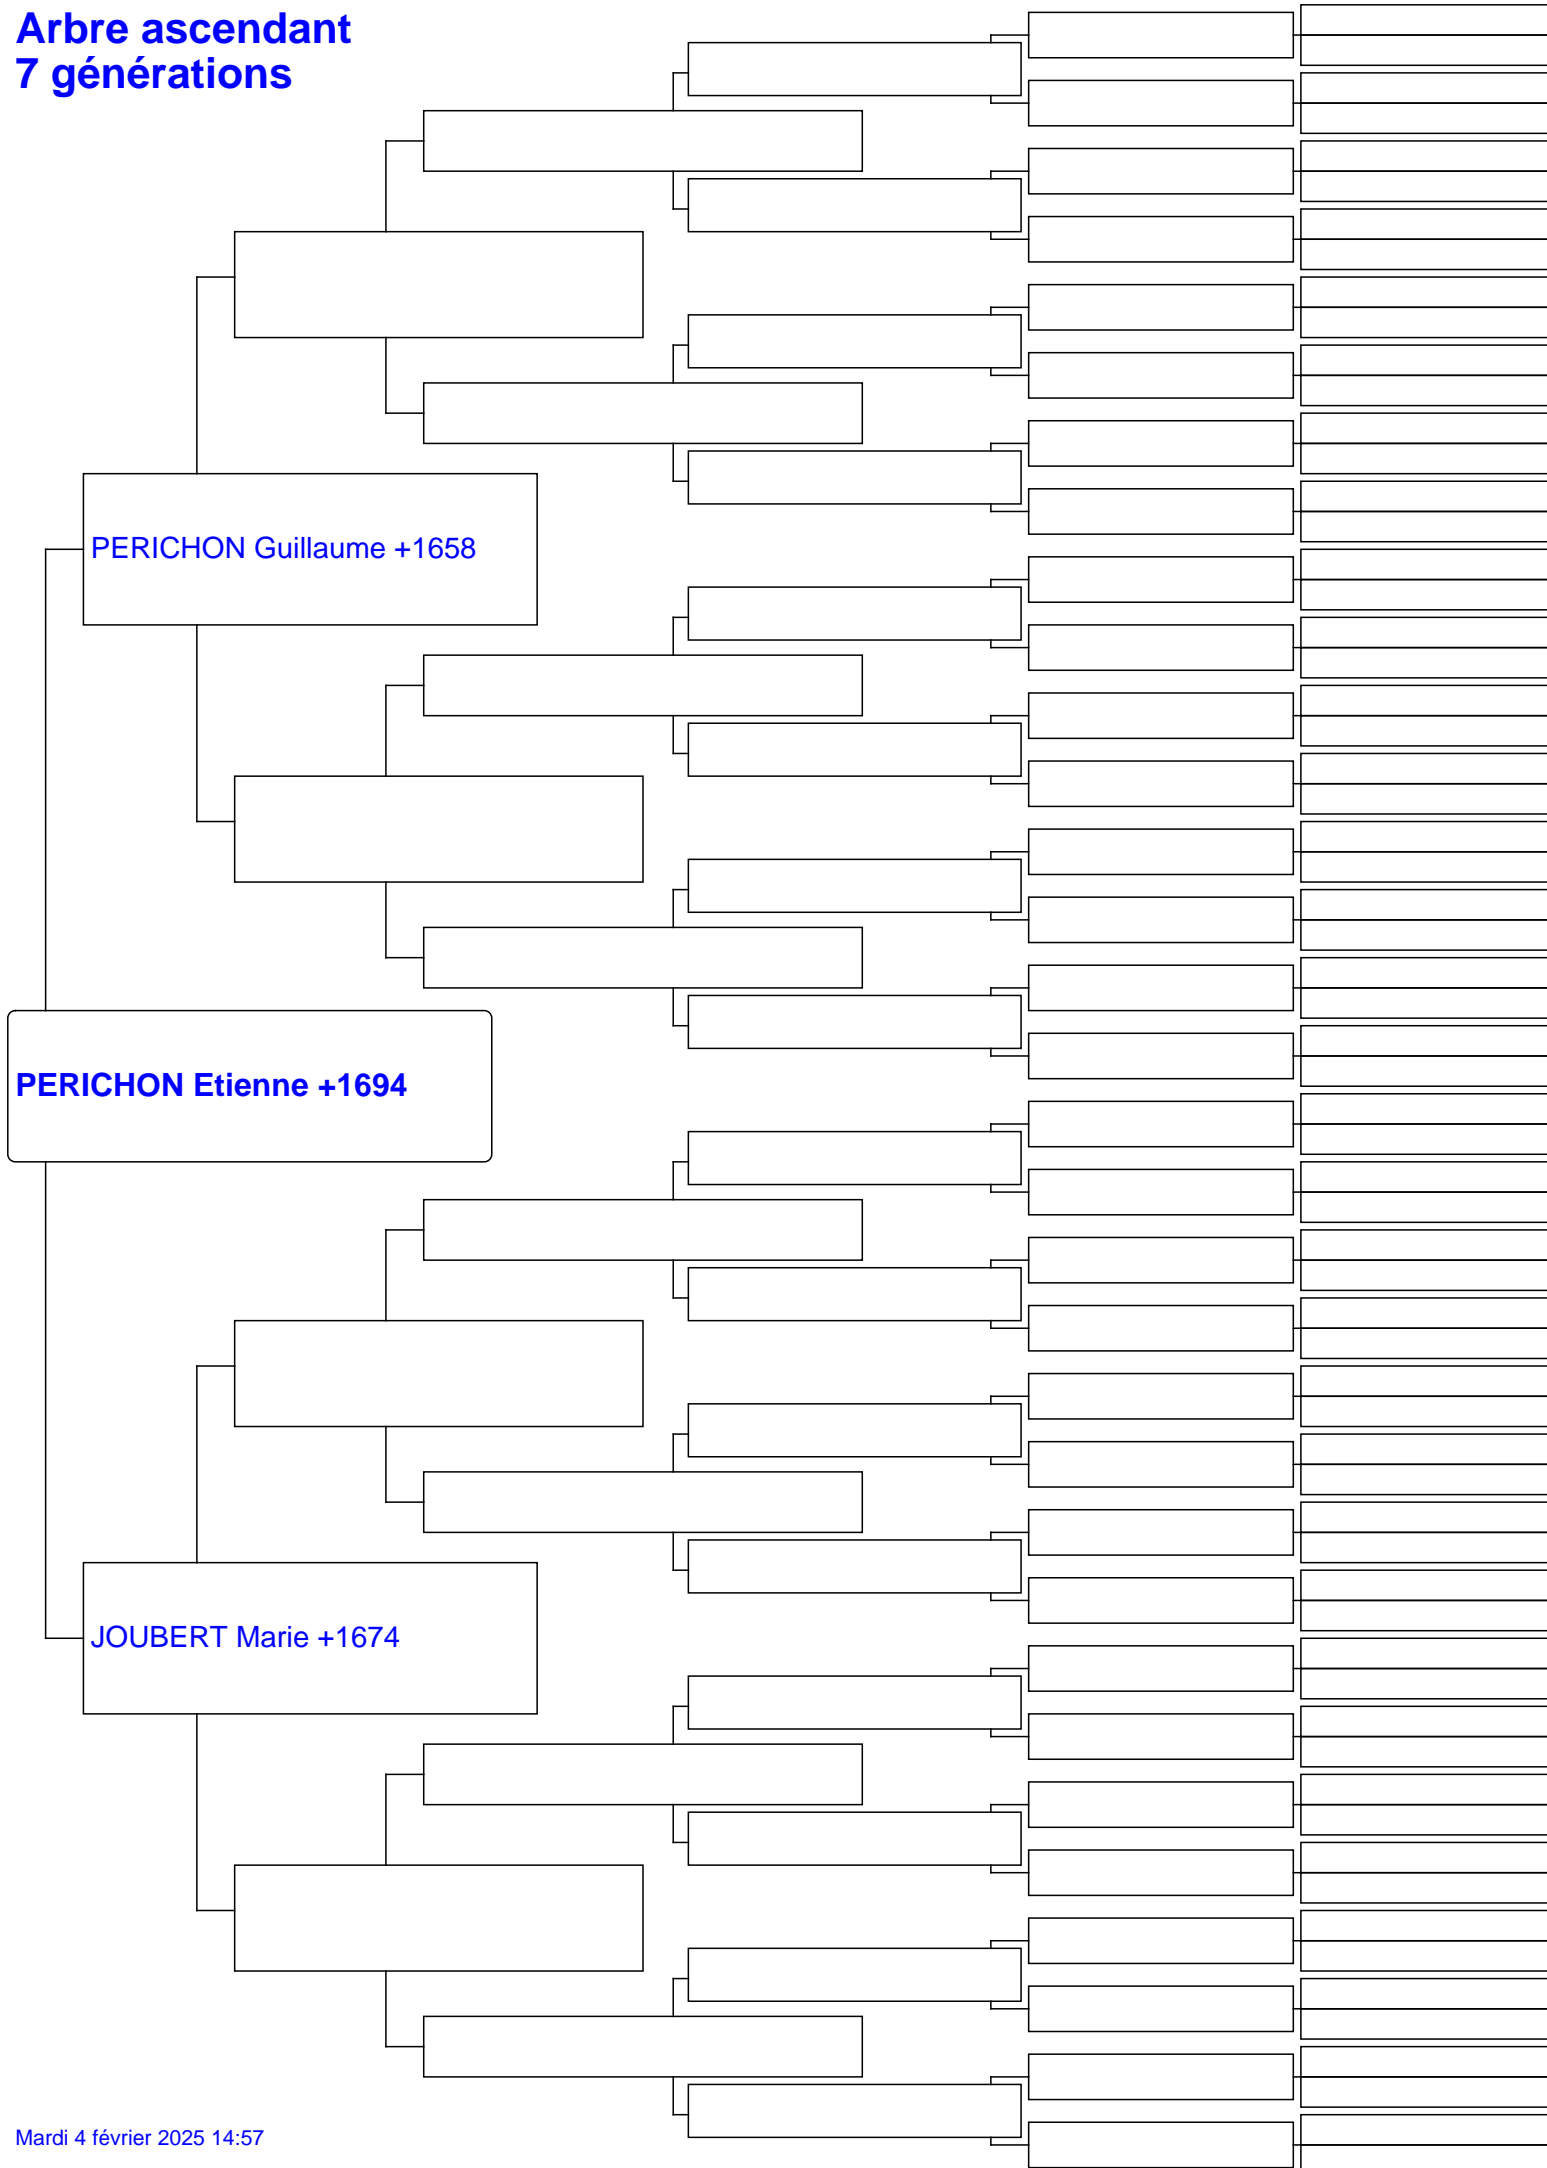 Arbre ascendant
7 générations
PERICHON Guillaume +1658
PERICHON Etienne +1694
JOUBERT Marie +1674
Mardi 4 février 2025 14:57